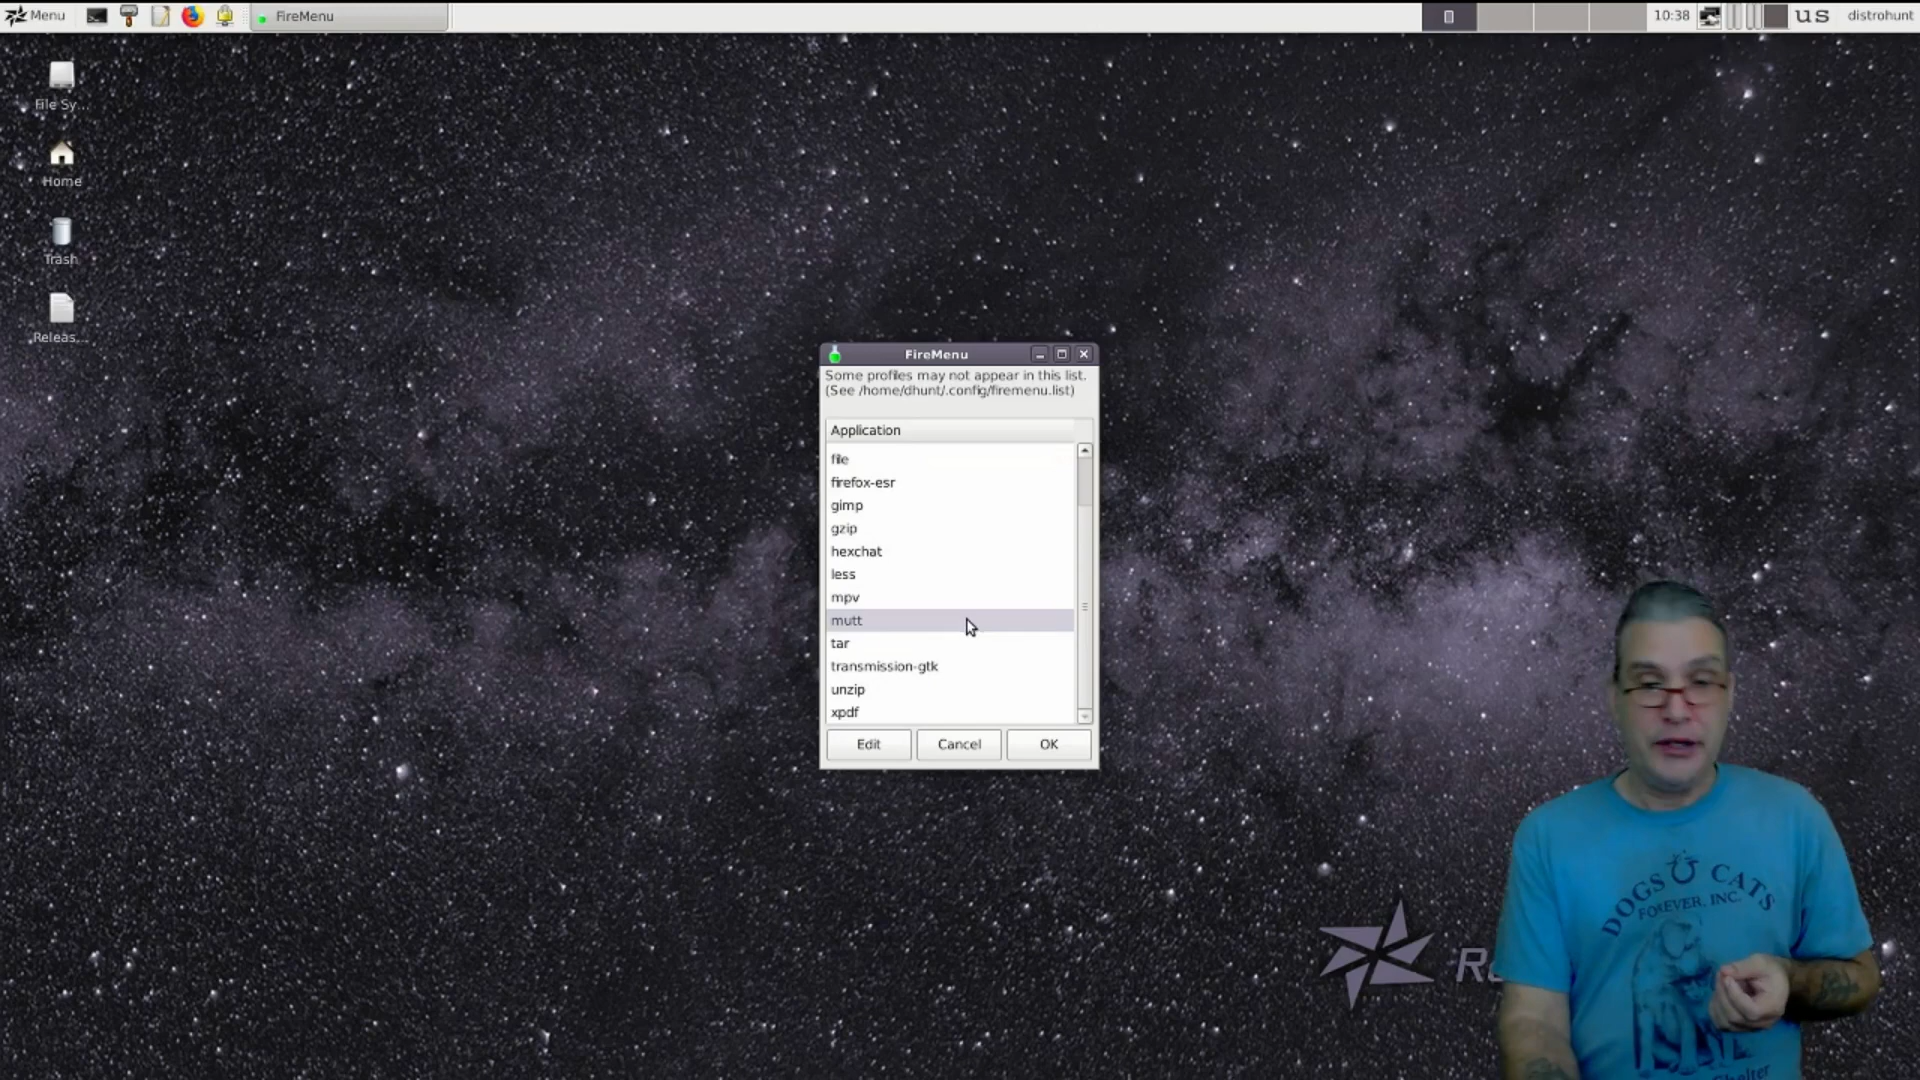 Menu
FireMenu
10:38
us
distrohunt
File Sy...
Home
Trash
Releas...
FireMenu
Some profiles may not appear in this list.
(See /home/dhunt/.config/firemenu.list)
Application
file
firefox-esr
gimp
gzip
hexchat
less
mpv
mutt
tar
transmission-gtk
unzip
xpdf
Edit
Cancel
OK
DOGS & CATS
FOREVER, INC.